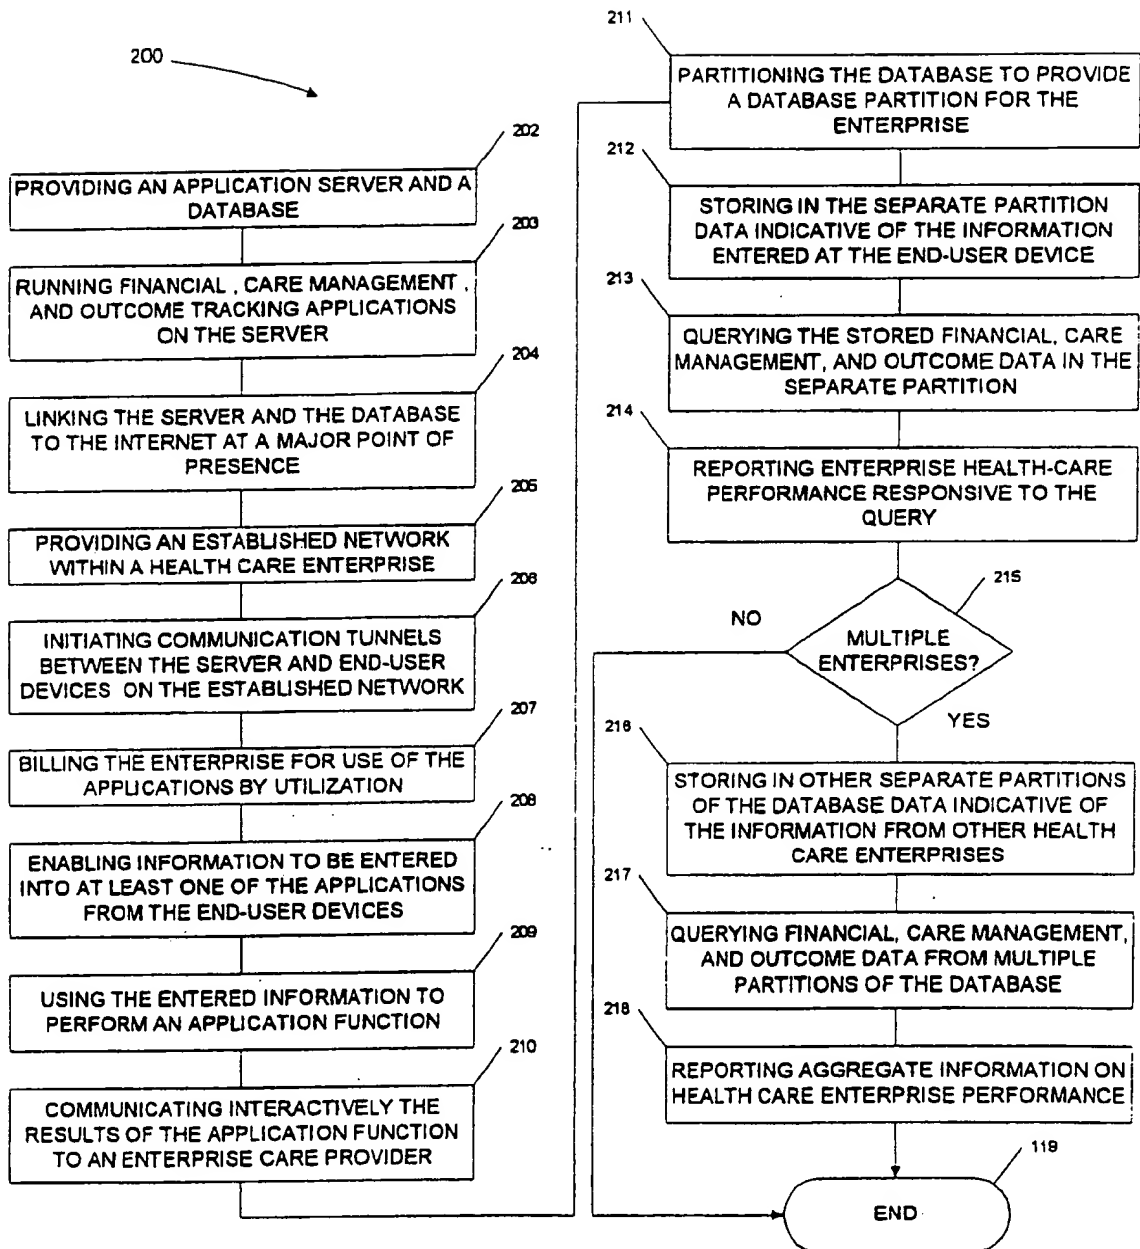 200
202
PROVIDING AN APPLICATION SERVER AND A
DATABASE
203
RUNNING FINANCIAL , CARE MANAGEMENT ,
AND OUTCOME TRACKING APPLICATIONS
ON THE SERVER
204
LINKING THE SERVER AND THE DATABASE
TO THE INTERNET AT A MAJOR POINT OF
PRESENCE
205
PROVIDING AN ESTABLISHED NETWORK
WITHIN A HEALTH CARE ENTERPRISE
206
INITIATING COMMUNICATION TUNNELS
BETWEEN THE SERVER AND END-USER
DEVICES ON THE ESTABLISHED NETWORK
207
BILLING THE ENTERPRISE FOR USE OF THE
APPLICATIONS BY UTILIZATION
208
ENABLING INFORMATION TO BE ENTERED
INTO AT LEAST ONE OF THE APPLICATIONS
FROM THE END-USER DEVICES
209
USING THE ENTERED INFORMATION TO
PERFORM AN APPLICATION FUNCTION
210
COMMUNICATING INTERACTIVELY THE
RESULTS OF THE APPLICATION FUNCTION
TO AN ENTERPRISE CARE PROVIDER
211
PARTITIONING THE DATABASE TO PROVIDE
A DATABASE PARTITION FOR THE
ENTERPRISE
212
STORING IN THE SEPARATE PARTITION
DATA INDICATIVE OF THE INFORMATION
ENTERED AT THE END-USER DEVICE
213
QUERYING THE STORED FINANCIAL, CARE
MANAGEMENT, AND OUTCOME DATA IN THE
SEPARATE PARTITION
214
REPORTING ENTERPRISE HEALTH-CARE
PERFORMANCE RESPONSIVE TO THE
QUERY
215
NO
MULTIPLE
ENTERPRISES?
YES
216
STORING IN OTHER SEPARATE PARTITIONS
OF THE DATABASE DATA INDICATIVE OF
THE INFORMATION FROM OTHER HEALTH
CARE ENTERPRISES
217
QUERYING FINANCIAL, CARE MANAGEMENT,
AND OUTCOME DATA FROM MULTIPLE
PARTITIONS OF THE DATABASE
218
REPORTING AGGREGATE INFORMATION ON
HEALTH CARE ENTERPRISE PERFORMANCE
119
END